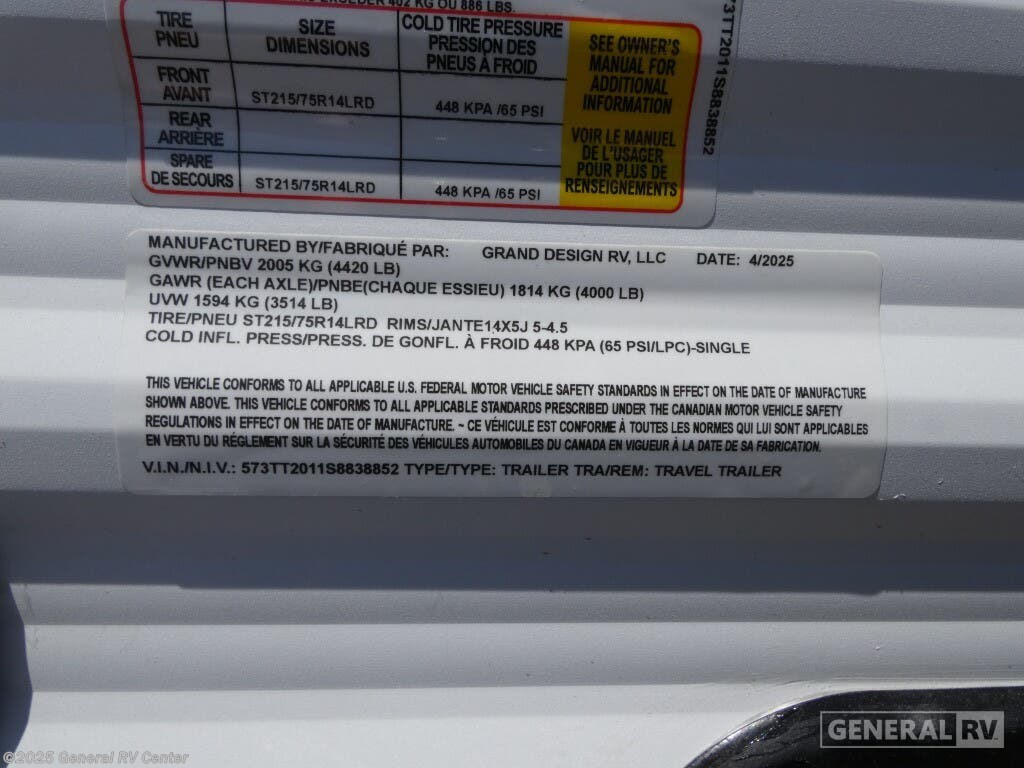 EXCÉDER 402 KG OU 886 LBS.
TIRE
PNEU
SIZE
DIMENSIONS
COLD TIRE PRESSURE
PRESSION DES
PNEUS À FROID
SEE OWNER'S
MANUAL FOR
ADDITIONAL
INFORMATION
VOIR LE MANUEL
DE L'USAGER
POUR PLUS DE
RENSEIGNEMENTS
FRONT
AVANT
ST215/75R14LRD
448 KPA /65 PSI
REAR
ARRIÈRE
SPARE
DE SECOURS
ST215/75R14LRD
448 KPA /65 PSI
73TT2011S8838852
MANUFACTURED BY/FABRIQUÉ PAR: GRAND DESIGN RV, LLC DATE: 4/2025
GVWR/PNBV 2005 KG (4420 LB)
GAWR (EACH AXLE)/PNBE(CHAQUE ESSIEU) 1814 KG (4000 LB)
UVW 1594 KG (3514 LB)
TIRE/PNEU ST215/75R14LRD RIMS/JANTE14X5J 5-4.5
COLD INFL. PRESS/PRESS. DE GONFL. À FROID 448 KPA (65 PSI/LPC)-SINGLE
THIS VEHICLE CONFORMS TO ALL APPLICABLE U.S. FEDERAL MOTOR VEHICLE SAFETY STANDARDS IN EFFECT ON THE DATE OF MANUFACTURE
SHOWN ABOVE. THIS VEHICLE CONFORMS TO ALL APPLICABLE STANDARDS PRESCRIBED UNDER THE CANADIAN MOTOR VEHICLE SAFETY
REGULATIONS IN EFFECT ON THE DATE OF MANUFACTURE. ~ CE VÉHICULE EST CONFORME À TOUTES LES NORMES QUI LUI SONT APPLICABLES
EN VERTU DU RÉGLEMENT SUR LA SÉCURITÉ DES VÉHICULES AUTOMOBILES DU CANADA EN VIGUEUR À LA DATE DE SA FABRICATION.
V.I.N./N.I.V.: 573TT2011S8838852 TYPE/TYPE: TRAILER TRA/REM: TRAVEL TRAILER
GENERAL RV
©2025 General RV Center